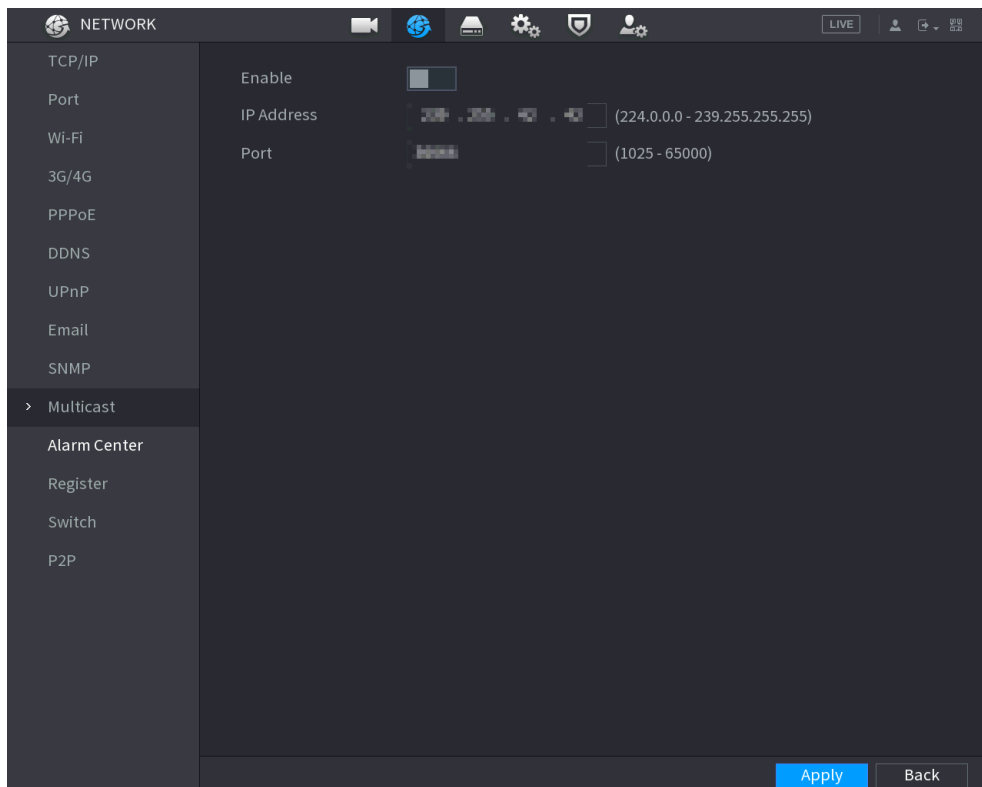 NETWORK
LIVE
TCP/IP
Port
Wi-Fi
3G/4G
PPPoE
DDNS
UPnP
Email
SNMP
Multicast
Alarm Center
Register
Switch
P2P
Enable
IP Address
(224.0.0.0 - 239.255.255.255)
Port
(1025 - 65000)
Apply
Back